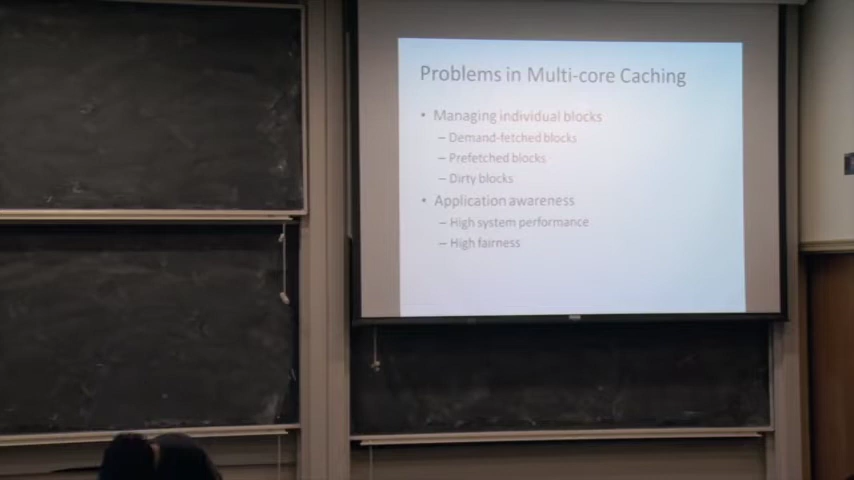 Problems in Multi-core Caching
• Managing individual blocks
– Demand-fetched blocks
– Prefetched blocks
– Dirty blocks
• Application awareness
– High system performance
– High fairness